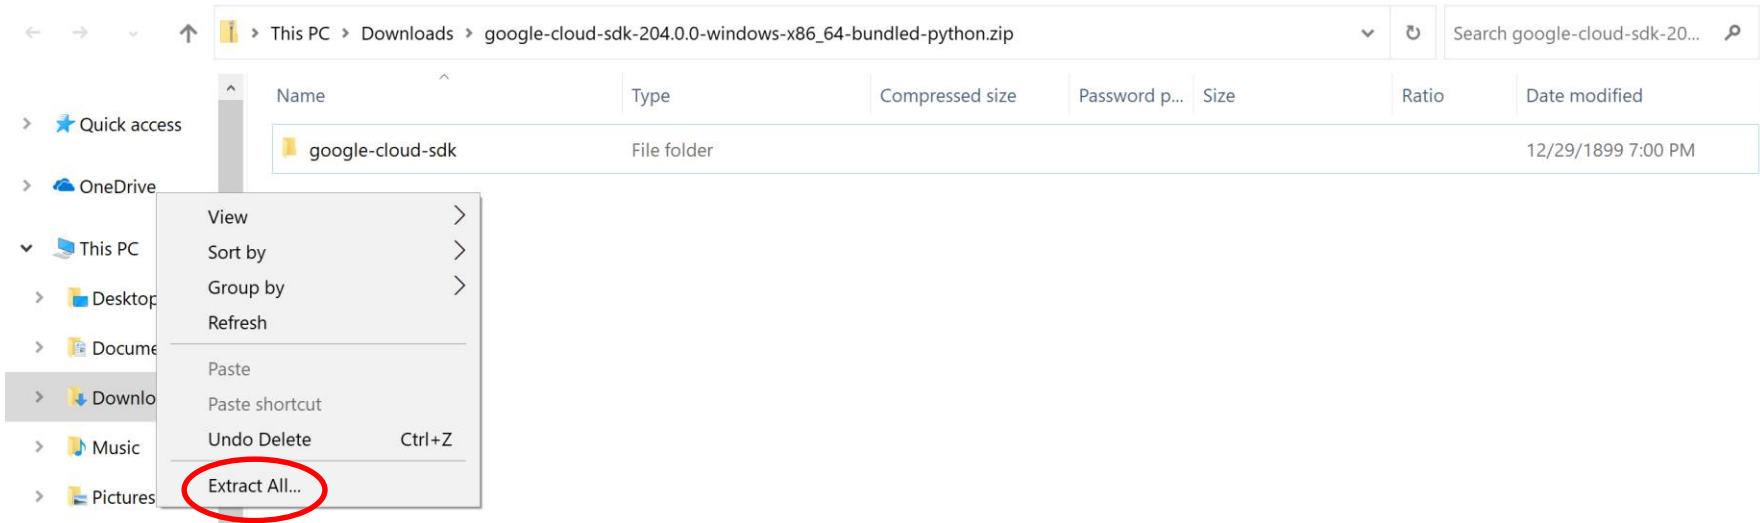 This PC > Downloads > google-cloud-sdk-204.0.0-windows-x86_64-bundled-python.zip
Search google-cloud-sdk-20...
Name Type Compressed size Password p... Size Ratio Date modified
Quick access
google-cloud-sdk File folder 12/29/1899 7:00 PM
OneDrive
This PC
Desktop
Docume
Downlo
Music
Pictures
View
Sort by
Group by
Refresh
Paste
Paste shortcut
Undo Delete Ctrl+Z
Extract All...